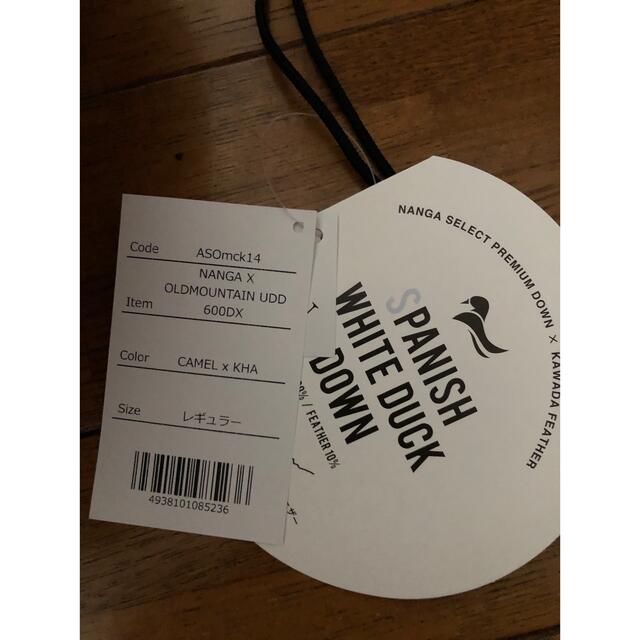 Code ASOmck14
NANGA X
OLDMOUNTAIN UDD
Item 600DX
Color CAMEL x KHA
Size レギュラー
4938101085236
NANGA SELECT PREMIUM DOWN × KAWADA FEATHER
SPANISH
WHITE DUCK
DOWN
0% / FEATHER 10%
T